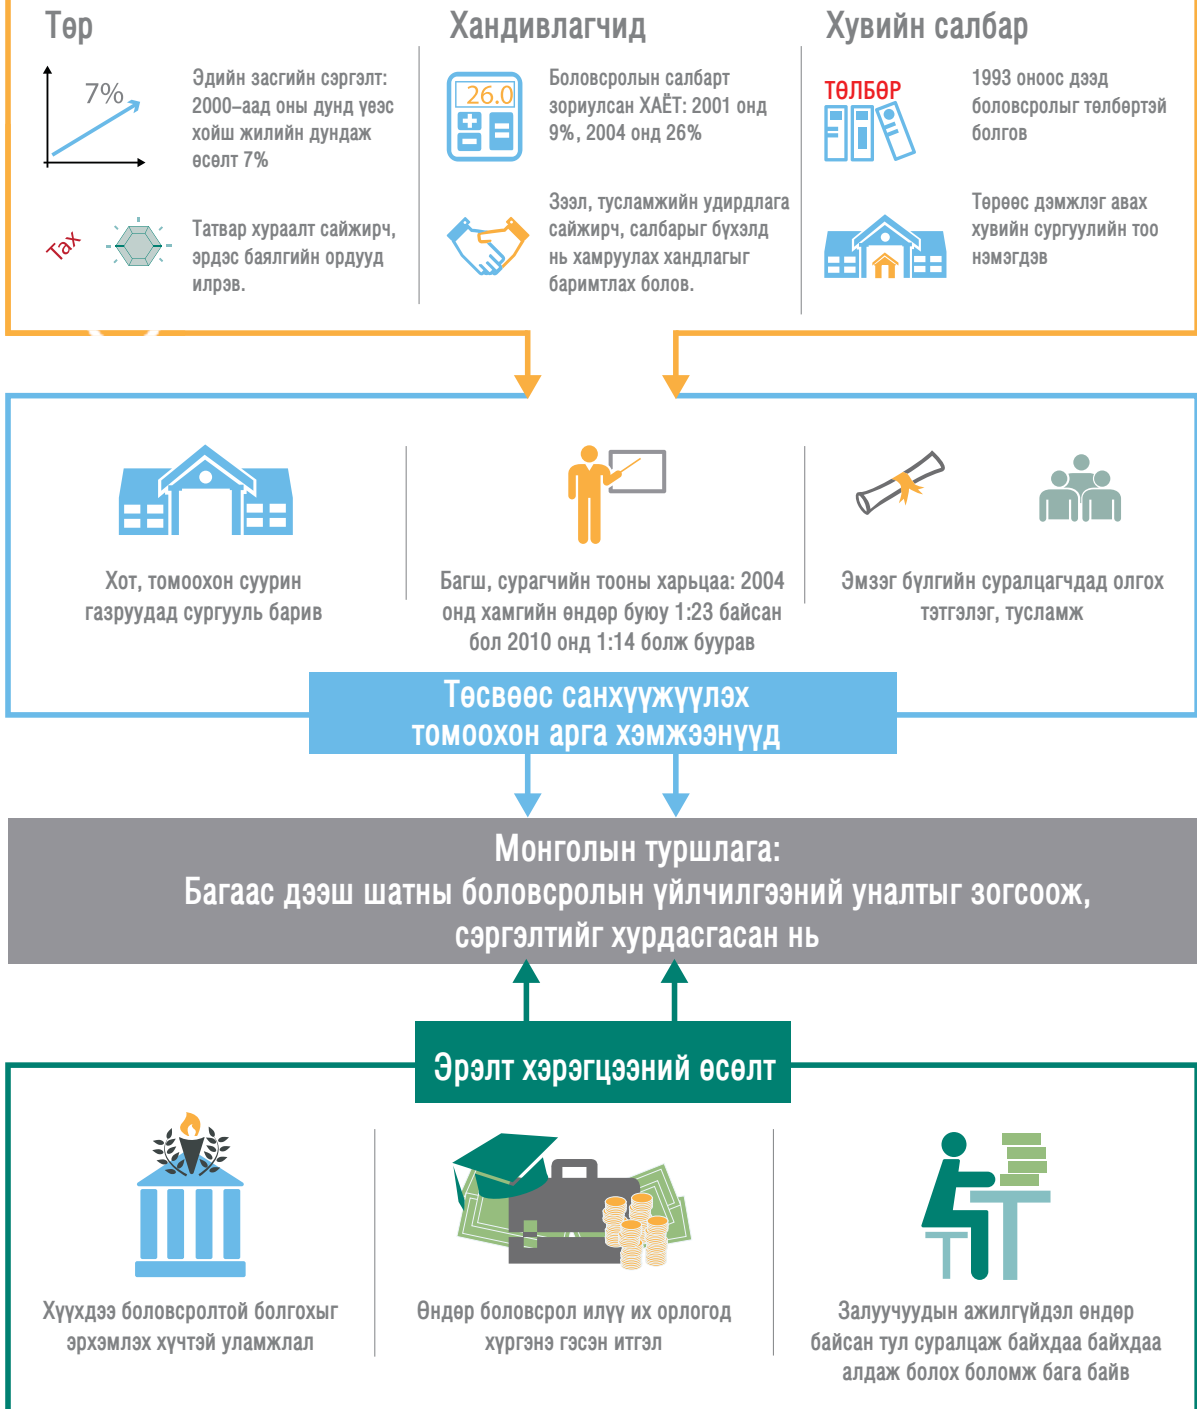 Төр
7%
Эдийн засгийн сэргэлт:
2000–аад оны дунд үеэс
хойш жилийн дундаж
өсөлт 7%
Tax
Татвар хураалт сайжирч,
эрдэс баялгийн ордууд
илрэв.
Хандивлагчид
26.0
Боловсролын салбарт
зориулсан ХАЁТ: 2001 онд
9%, 2004 онд 26%
Зээл, тусламжийн удирдлага
сайжирч, салбарыг бүхэлд
нь хамруулах хандлагыг
баримтлах болов.
Хувийн салбар
ТӨЛБӨР
1993 оноос дээд
боловсролыг төлбөртэй
болгов
Төрөөс дэмжлэг авах
хувийн сургуулийн тоо
нэмэгдэв
Хот, томоохон суурин
газруудад сургууль барив
Багш, сурагчийн тооны харьцаа: 2004
онд хамгийн өндөр буюу 1:23 байсан
бол 2010 онд 1:14 болж буурав
Эмзэг бүлгийн суралцагчдад олгох
тэтгэлэг, тусламж
Төсвөөс санхүүжүүлэх
томоохон арга хэмжээнүүд
Монголын туршлага:
Багаас дээш шатны боловсролын үйлчилгээний уналтыг зогсоож,
сэргэлтийг хурдасгасан нь
Эрэлт хэрэгцээний өсөлт
Хүүхдээ боловсролтой болгохыг
эрхэмлэх хүчтэй уламжлал
Өндөр боловсрол илүү их орлогод
хүргэнэ гэсэн итгэл
Залуучуудын ажилгүйдэл өндөр
байсан тул суралцаж байхдаа байхдаа
алдаж болох боломж бага байв